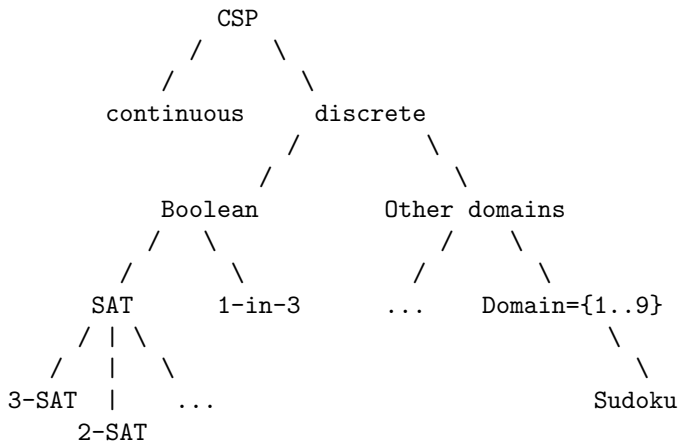 CSP
continuous discrete
Boolean Other domains
SAT 1-in-3 ... Domain={1..9}
3-SAT ... Sudoku
2-SAT